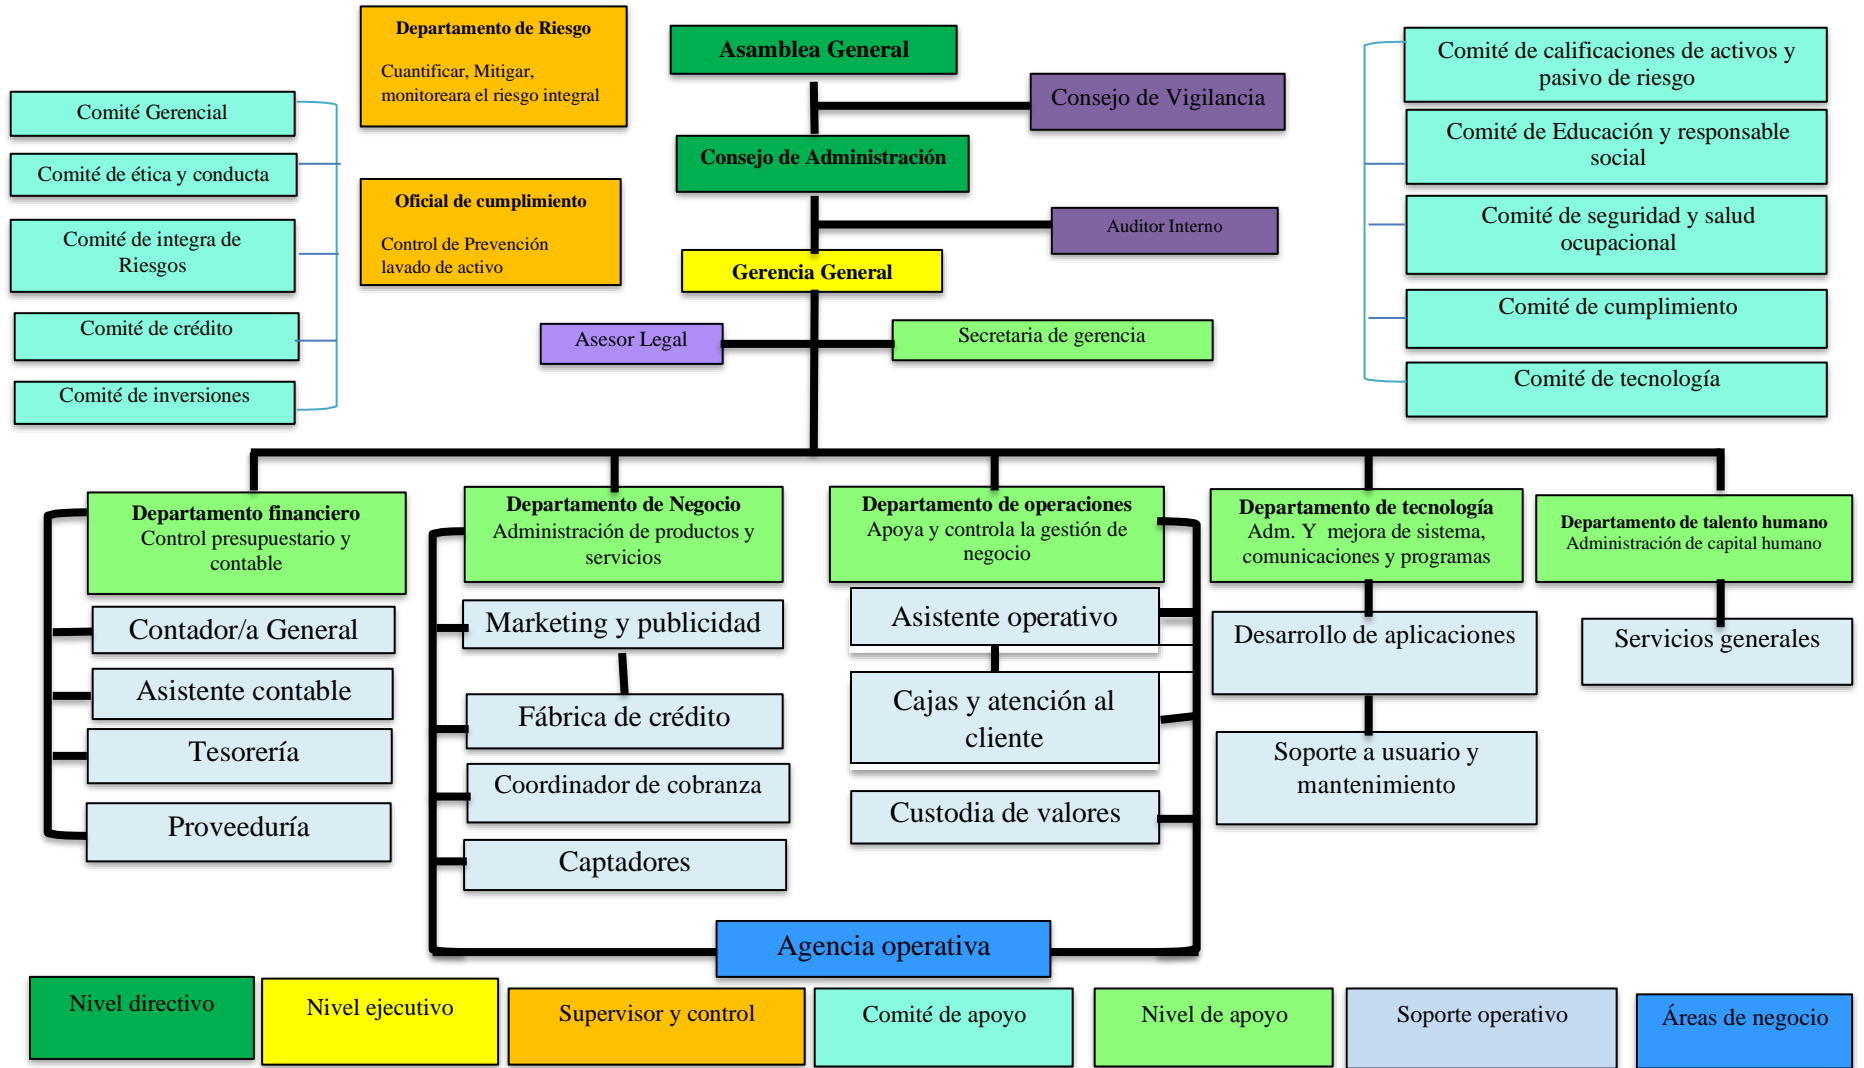 Departamento de Riesgo
Cuantificar, Mitigar,
monitoreara el riesgo integral
Asamblea General
Comité de calificaciones de activos y
pasivo de riesgo
Comité Gerencial
Consejo de Vigilancia
Comité de Educación y responsable
social
Comité de ética y conducta
Consejo de Administración
Oficial de cumplimiento
Control de Prevención
lavado de activo
Comité de integra de
Riesgos
Auditor Interno
Comité de seguridad y salud
ocupacional
Gerencia General
Comité de crédito
Asesor Legal
Secretaria de gerencia
Comité de cumplimiento
Comité de inversiones
Comité de tecnología
Departamento financiero
Control presupuestario y
contable
Departamento de Negocio
Administración de productos y
servicios
Departamento de operaciones
Apoya y controla la gestión de
negocio
Departamento de tecnología
Adm. Y mejora de sistema,
comunicaciones y programas
Departamento de talento humano
Administración de capital humano
Contador/a General
Asistente contable
Tesorería
Proveeduría
Marketing y publicidad
Fábrica de crédito
Coordinador de cobranza
Captadores
Asistente operativo
Cajas y atención al
cliente
Custodia de valores
Desarrollo de aplicaciones
Soporte a usuario y
mantenimiento
Servicios generales
Agencia operativa
Nivel directivo
Nivel ejecutivo
Supervisor y control
Comité de apoyo
Nivel de apoyo
Soporte operativo
Áreas de negocio